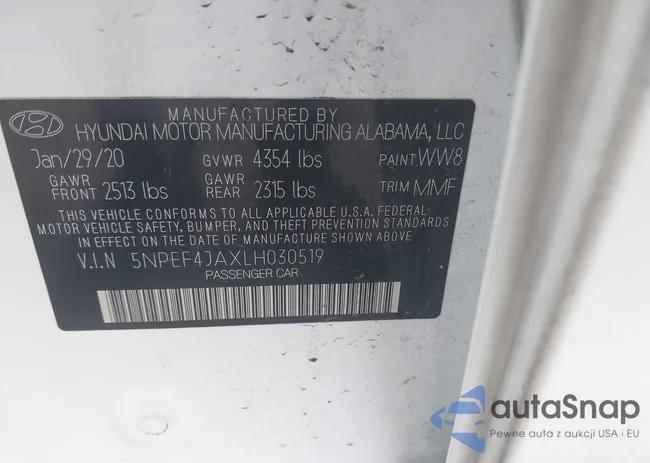 MANUFACTURED BY
HYUNDAI MOTOR MANUFACTURING ALABAMA, LLC
Jan/29/20 GVWR 4354 lbs PAINT WW8
GAWR FRONT 2513 lbs GAWR REAR 2315 lbs TRIM MMF
THIS VEHICLE CONFORMS TO ALL APPLICABLE U.S.A. FEDERAL
MOTOR VEHICLE SAFETY, BUMPER, AND THEFT PREVENTION STANDARDS
IN EFFECT ON THE DATE OF MANUFACTURE SHOWN ABOVE.
V.I.N 5NPEF4JAXLH030519
PASSENGER CAR
autaSnap
Pewne auta z aukcji USA i EU